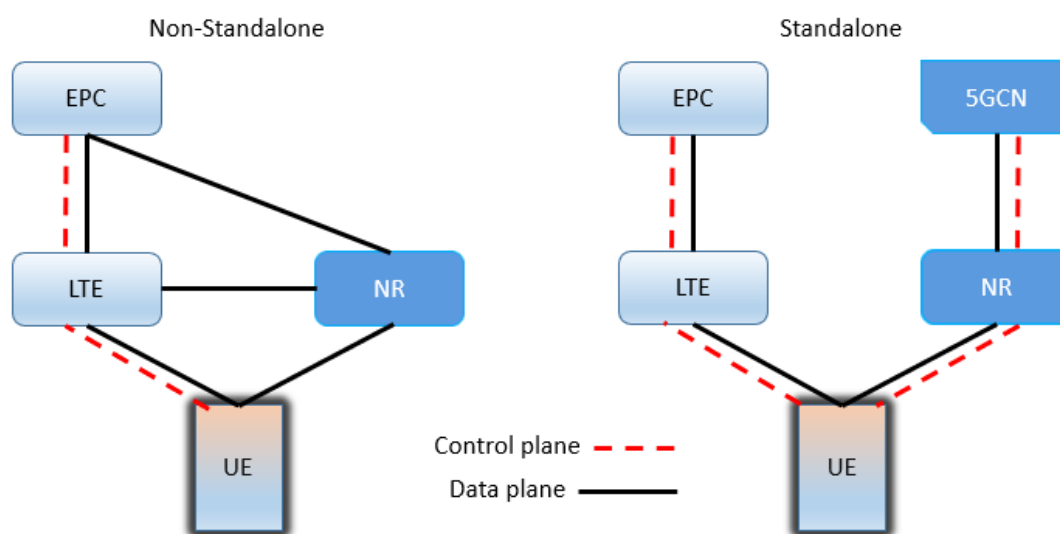 Non-Standalone
Standalone
EPC
EPC
5GCN
LTE
NR
LTE
NR
UE
UE
Control plane
Data plane